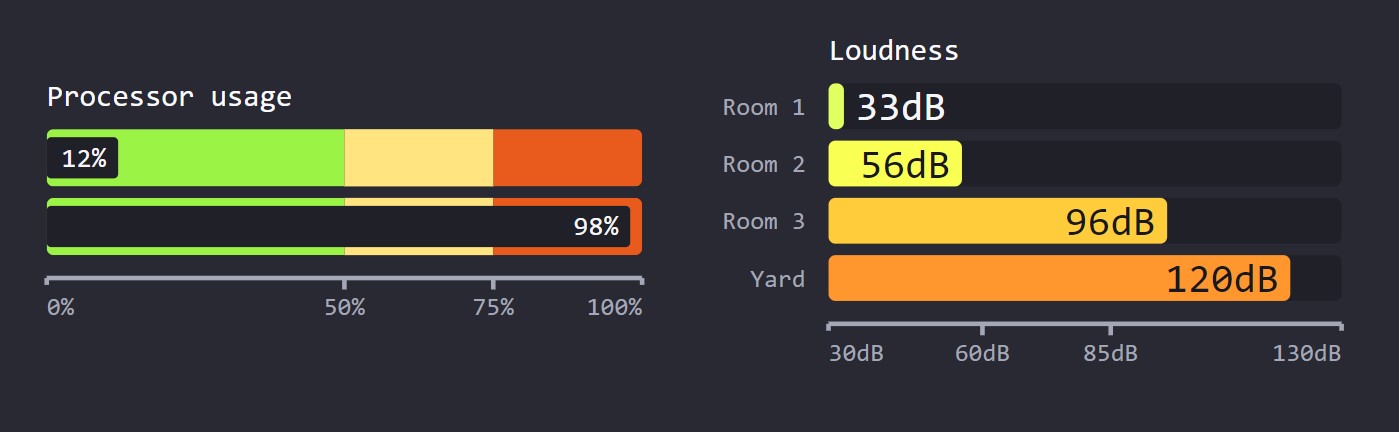 Processor usage
12%
98%
0% 50% 75% 100%
Loudness
Room 1 33dB
Room 2 56dB
Room 3 96dB
Yard 120dB
30dB 60dB 85dB 130dB